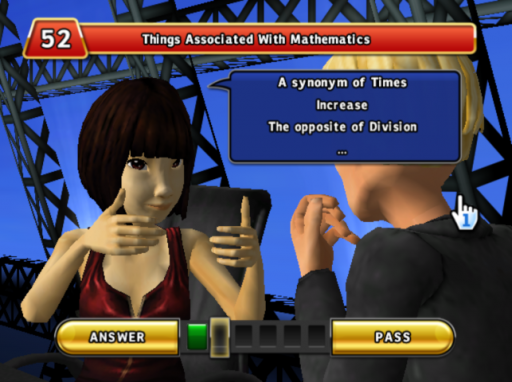 52
Things Associated With Mathematics
A synonym of Times
Increase
The opposite of Division
...
1
ANSWER
PASS